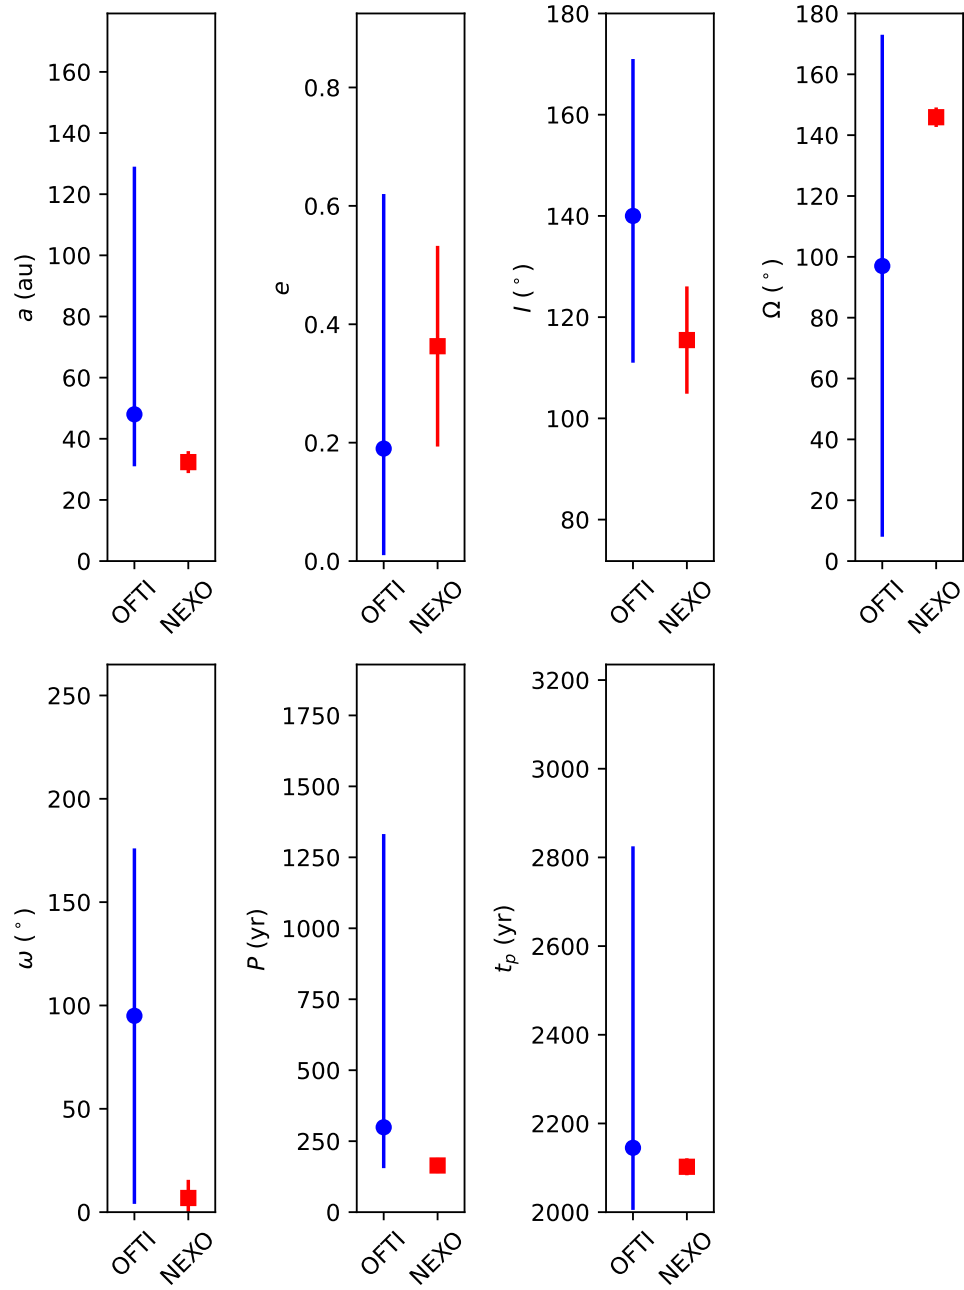 a (au)
160
140
120
100
80
60
40
20
0
OFTI
NEXO
e
0.8
0.6
0.4
0.2
0.0
OFTI
NEXO
I (°)
180
160
140
120
100
80
OFTI
NEXO
Ω (°)
180
160
140
120
100
80
60
40
20
0
OFTI
NEXO
ω (°)
250
200
150
100
50
0
OFTI
NEXO
P (yr)
1750
1500
1250
1000
750
500
250
0
OFTI
NEXO
t_p (yr)
3200
3000
2800
2600
2400
2200
2000
OFTI
NEXO